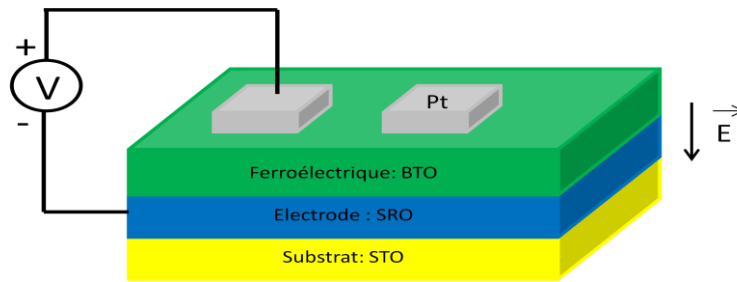 +
V
-
Pt
E
Ferroélectrique: BTO
Electrode : SRO
Substrat: STO